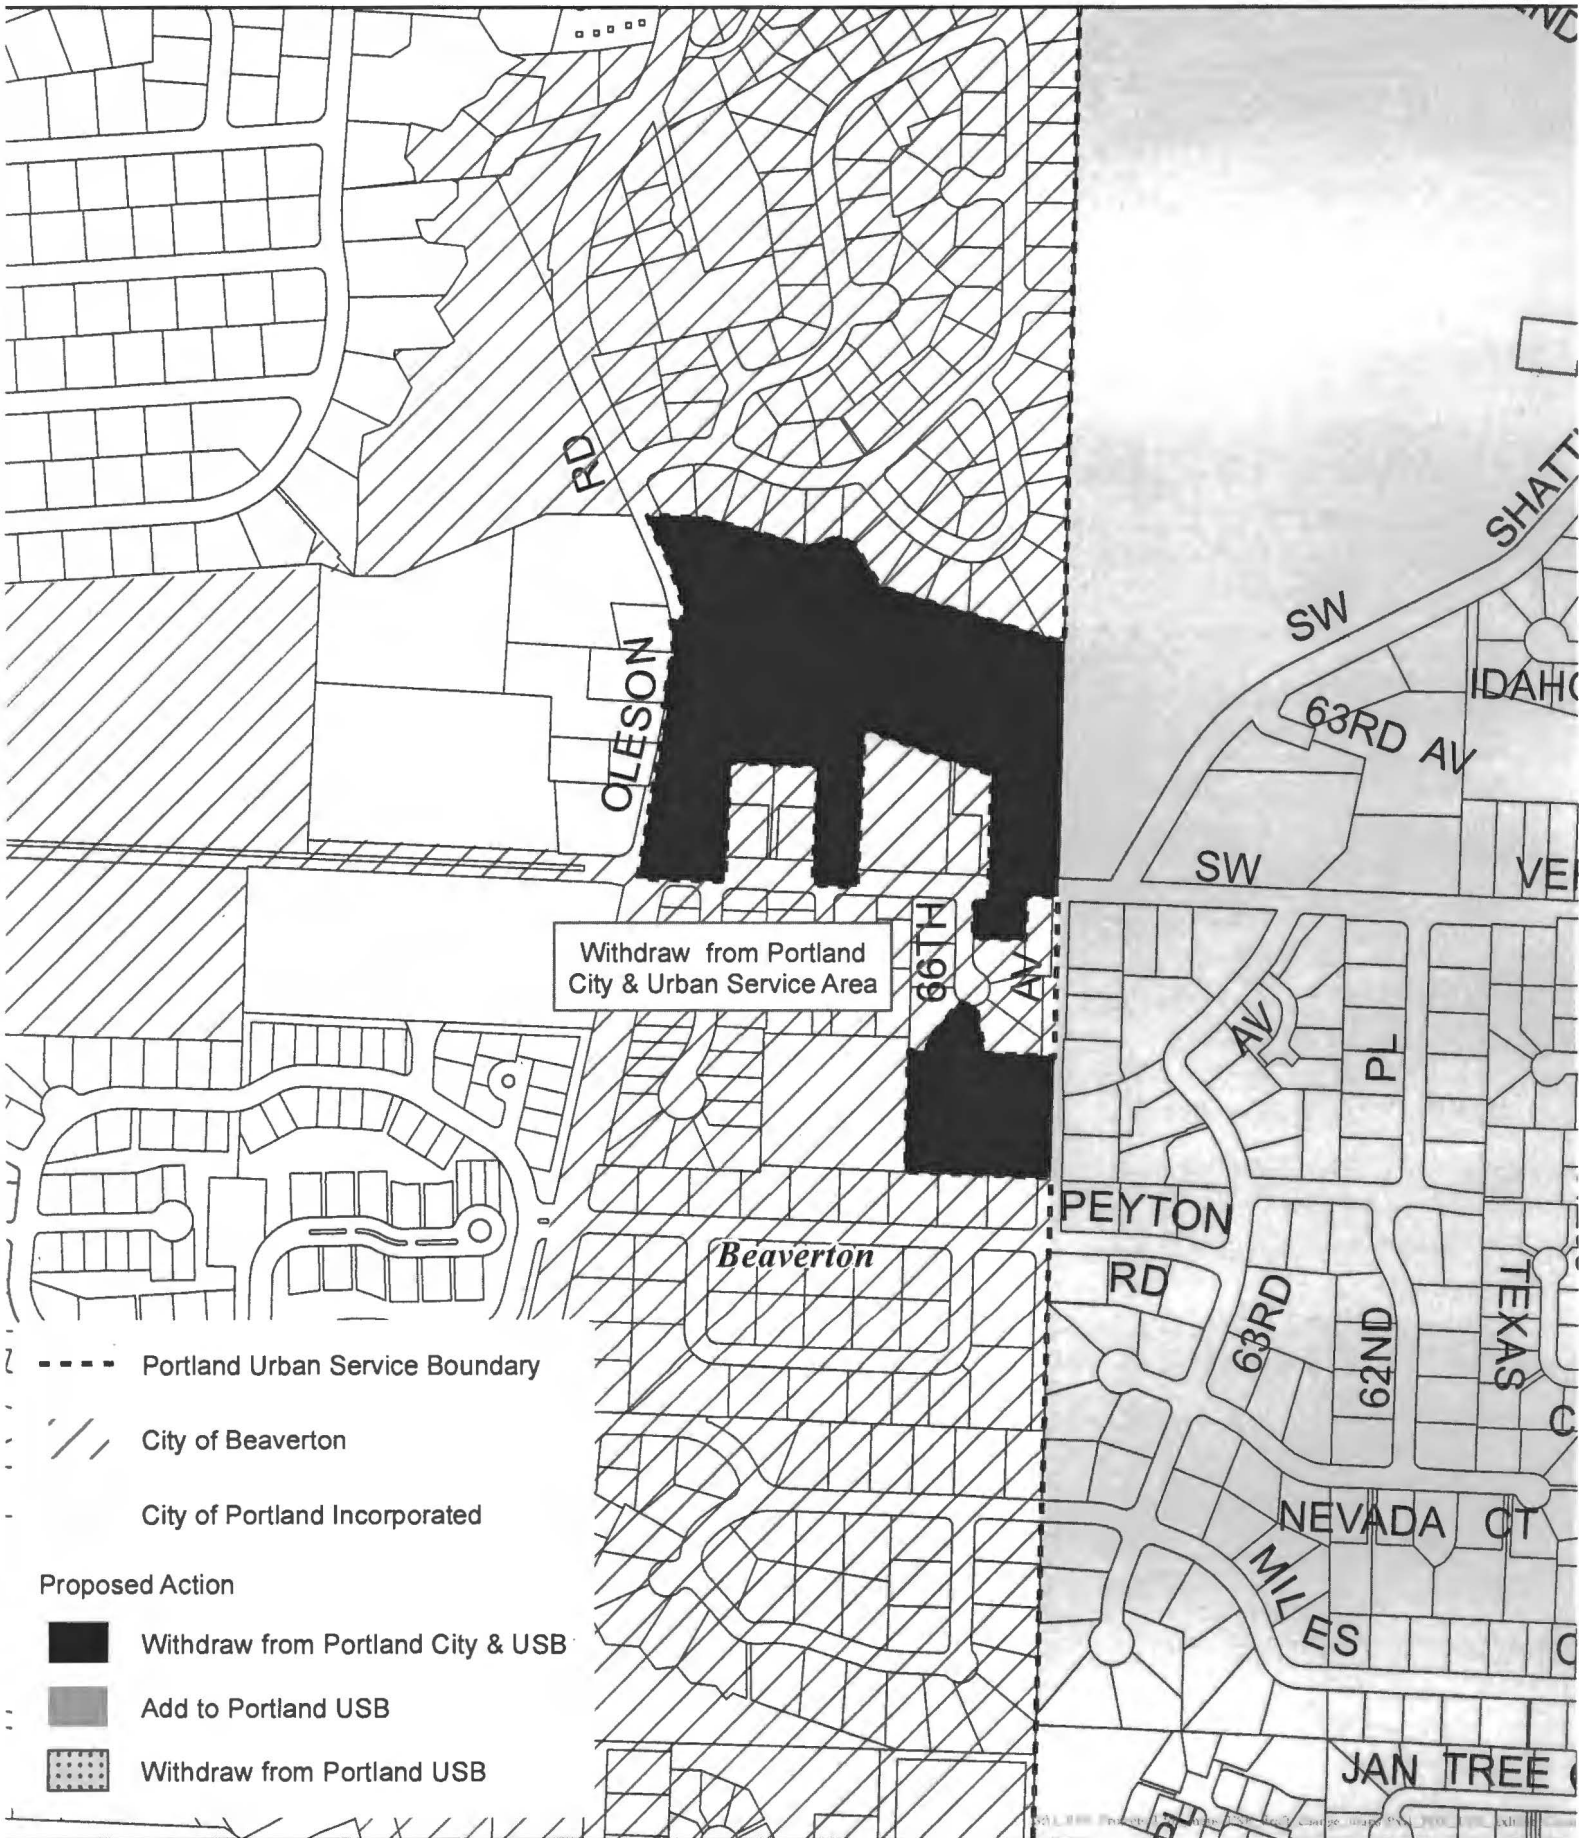 RD
SW
IDAHO
63RD AV
OLESON
SW
66TH
AV
Withdraw from Portland
City & Urban Service Area
AV
PL
PEYTON
RD
Beaverton
63RD
62ND
TEXAS
Portland Urban Service Boundary
City of Beaverton
City of Portland Incorporated
NEVADA CT
MILES
Proposed Action
Withdraw from Portland City & USB
Add to Portland USB
Withdraw from Portland USB
JAN TREE